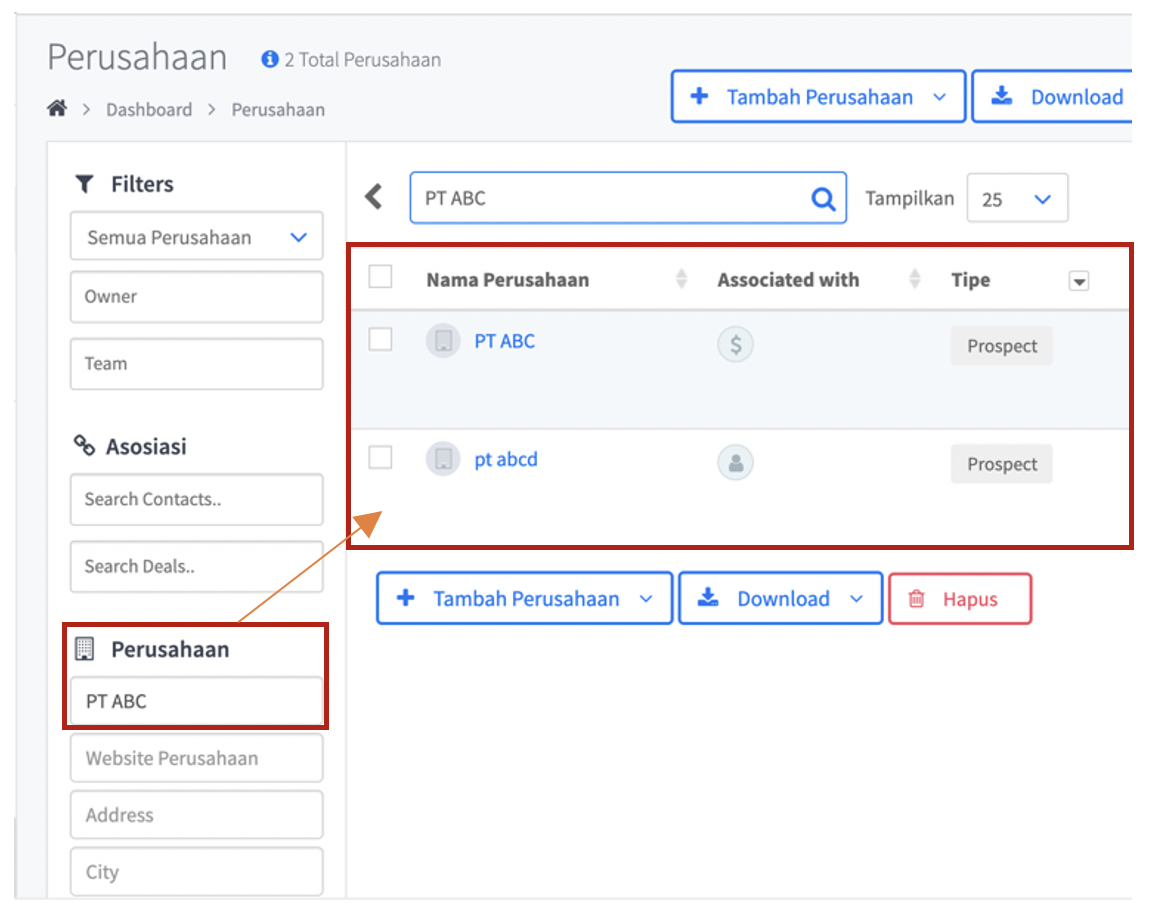 Perusahaan
2 Total Perusahaan
Dashboard > Perusahaan
Tambah Perusahaan
Download
Filters
Semua Perusahaan
Owner
Team
Asosiasi
Search Contacts..
Search Deals..
Perusahaan
PT ABC
Website Perusahaan
Address
City
PT ABC
Tampilkan
25
Nama Perusahaan
Associated with
Tipe
PT ABC
$
Prospect
pt abcd
Prospect
Tambah Perusahaan
Download
Hapus